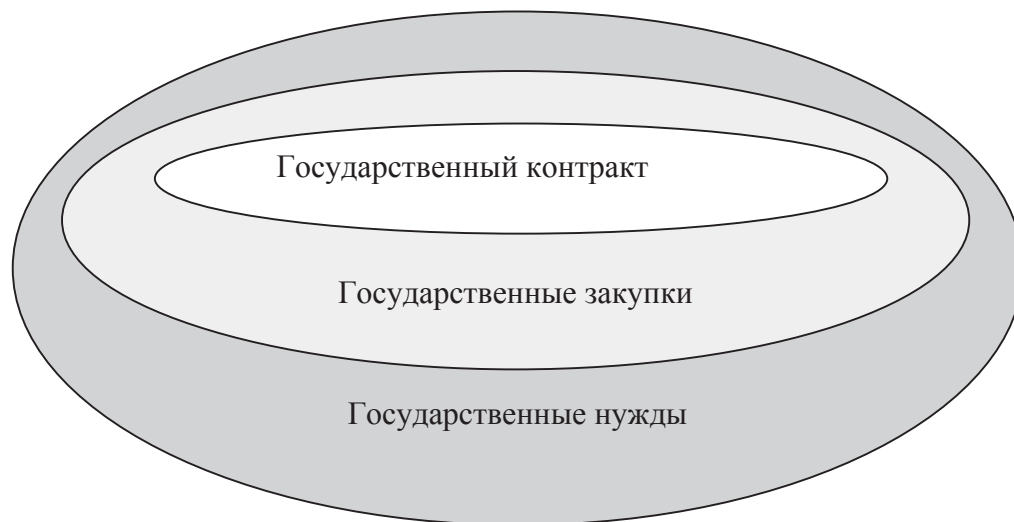 Государственный контракт
Государственные закупки
Государственные нужды